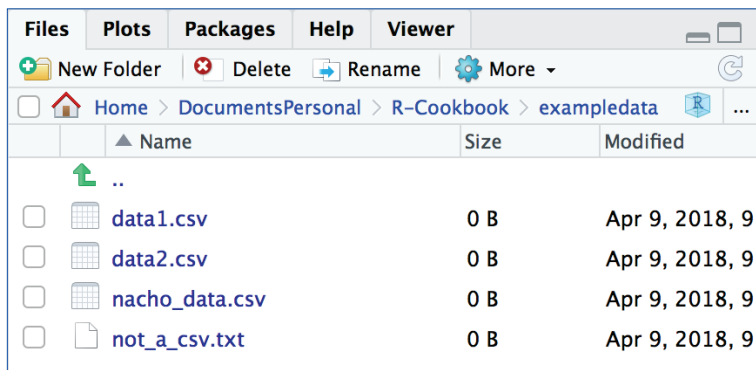 Files Plots Packages Help Viewer
New Folder Delete Rename More
Home > DocumentsPersonal > R-Cookbook > exampledata R ...
Name Size Modified
..
data1.csv 0 B Apr 9, 2018, 9
data2.csv 0 B Apr 9, 2018, 9
nacho_data.csv 0 B Apr 9, 2018, 9
not_a_csv.txt 0 B Apr 9, 2018, 9